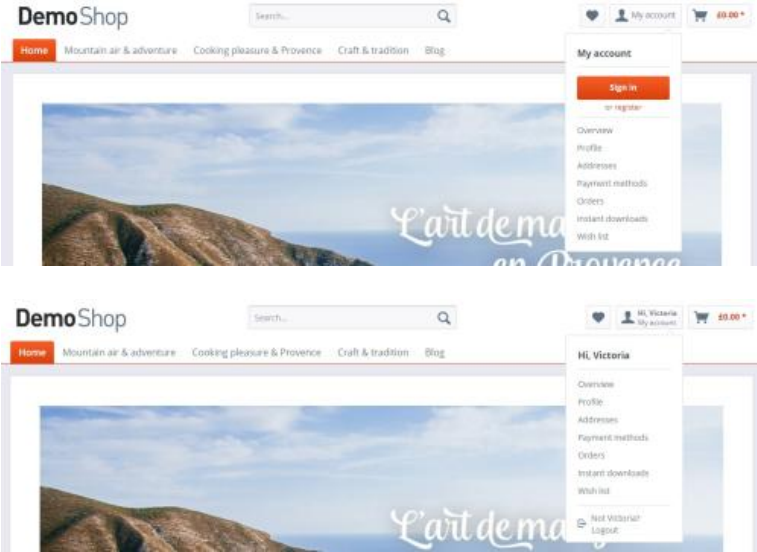 DemoShop
Search...
My account
£0.00 *
Home Mountain air & adventure Cooking pleasure & Provence Craft & tradition Blog
My account
Sign in
or register
Overview
Profile
Addresses
Payment methods
Orders
Instant downloads
Wish list
L'art de ma
en Provence
DemoShop
Search...
Hi, Victoria
My account
£0.00 *
Home Mountain air & adventure Cooking pleasure & Provence Craft & tradition Blog
Hi, Victoria
Overview
Profile
Addresses
Payment methods
Orders
Instant downloads
Wish list
Not Victoria?
Logout
L'art de ma